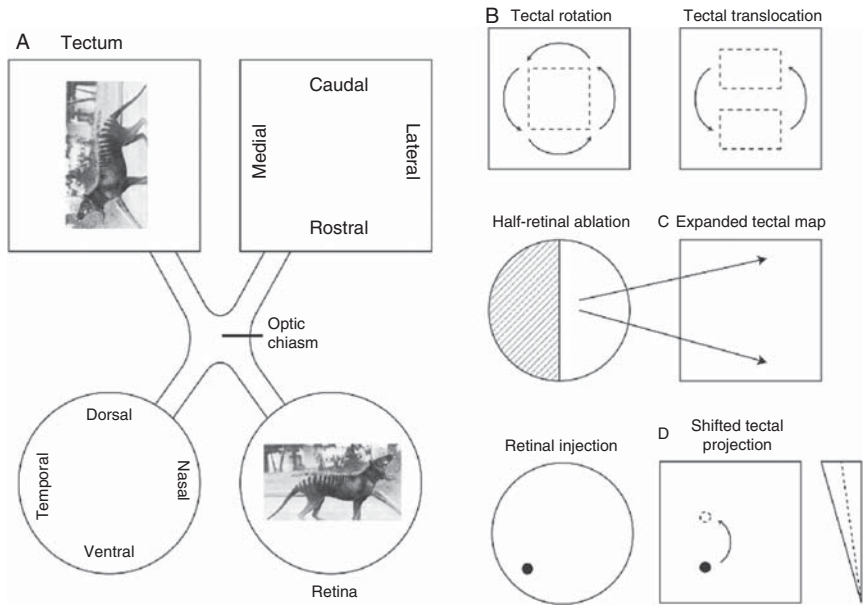 A
Tectum
Caudal
Medial
Lateral
Rostral
Optic
chiasm
Dorsal
Temporal
Nasal
Ventral
Retina
B
Tectal rotation
Tectal translocation
Half-retinal ablation
C Expanded tectal map
Retinal injection
D Shifted tectal
projection